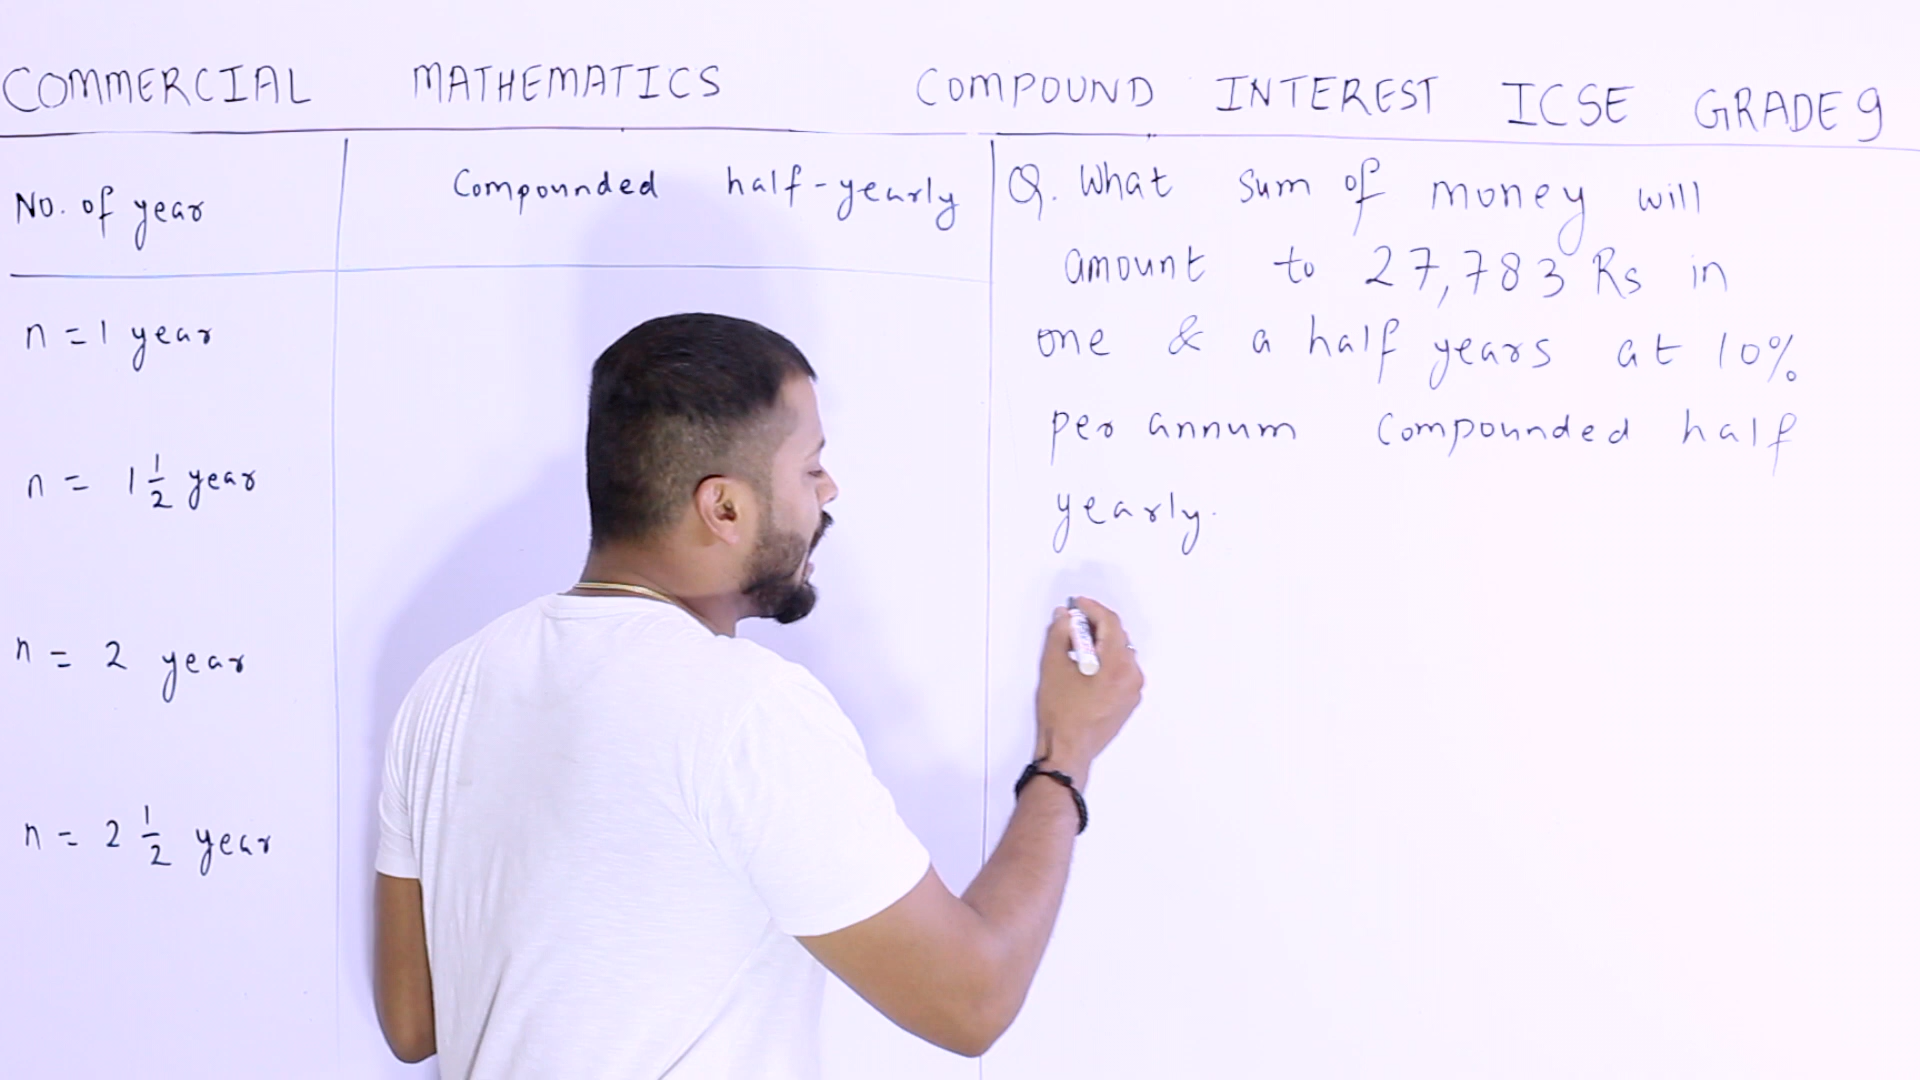 COMMERCIAL MATHEMATICS COMPOUND INTEREST ICSE GRADE 9
No. of year
Compounded half-yearly
n = 1 year
n = 1 1/2 year
n = 2 year
n = 2 1/2 year
Q. What sum of money will
amount to 27,783 Rs in
one & a half years at 10%
per annum compounded half
yearly.